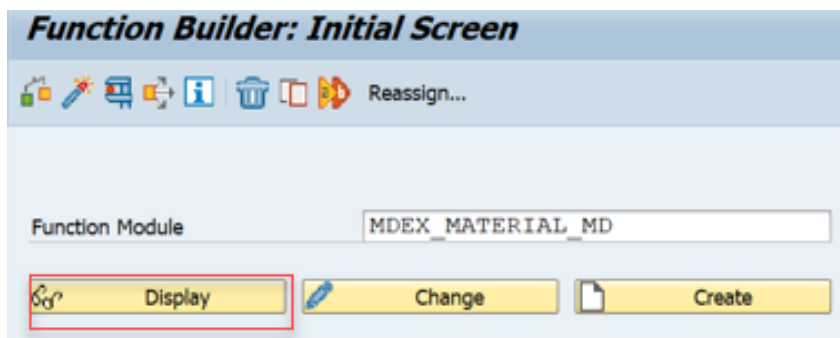 Function Builder: Initial Screen
Reassign...
Function Module MDEX_MATERIAL_MD
Display Change Create